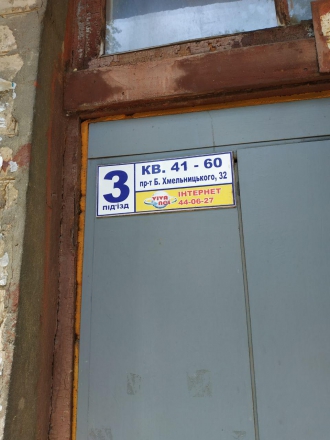 3
під'їзд
КВ. 41 - 60
пр-т Б. Хмельницького, 32
ІНТЕРНЕТ
44-06-27